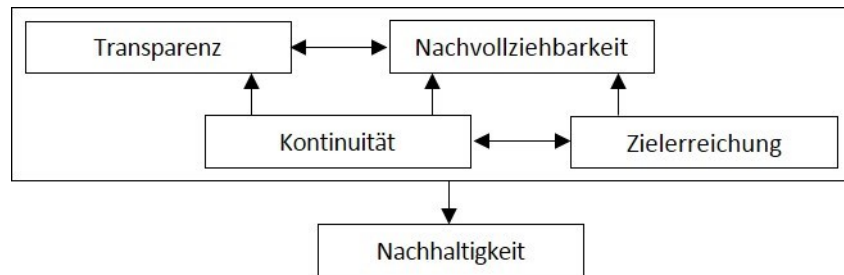 Transparenz
Nachvollziehbarkeit
Kontinuität
Zielerreichung
Nachhaltigkeit